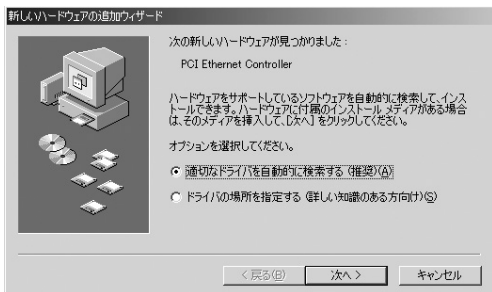 新しいハードウェアの追加ウィザード
次の新しいハードウェアが見つかりました：
PCI Ethernet Controller
ハードウェアをサポートしているソフトウェアを自動的に検索して、インス
トールできます。ハードウェアに付属のインストール メディアがある場合
は、そのメディアを挿入して、[次へ] をクリックしてください。
オプションを選択してください。
適切なドライバを自動的に検索する (推奨)(A)
ドライバの場所を指定する (詳しい知識のある方向け)(S)
< 戻る(B)
次へ >
キャンセル